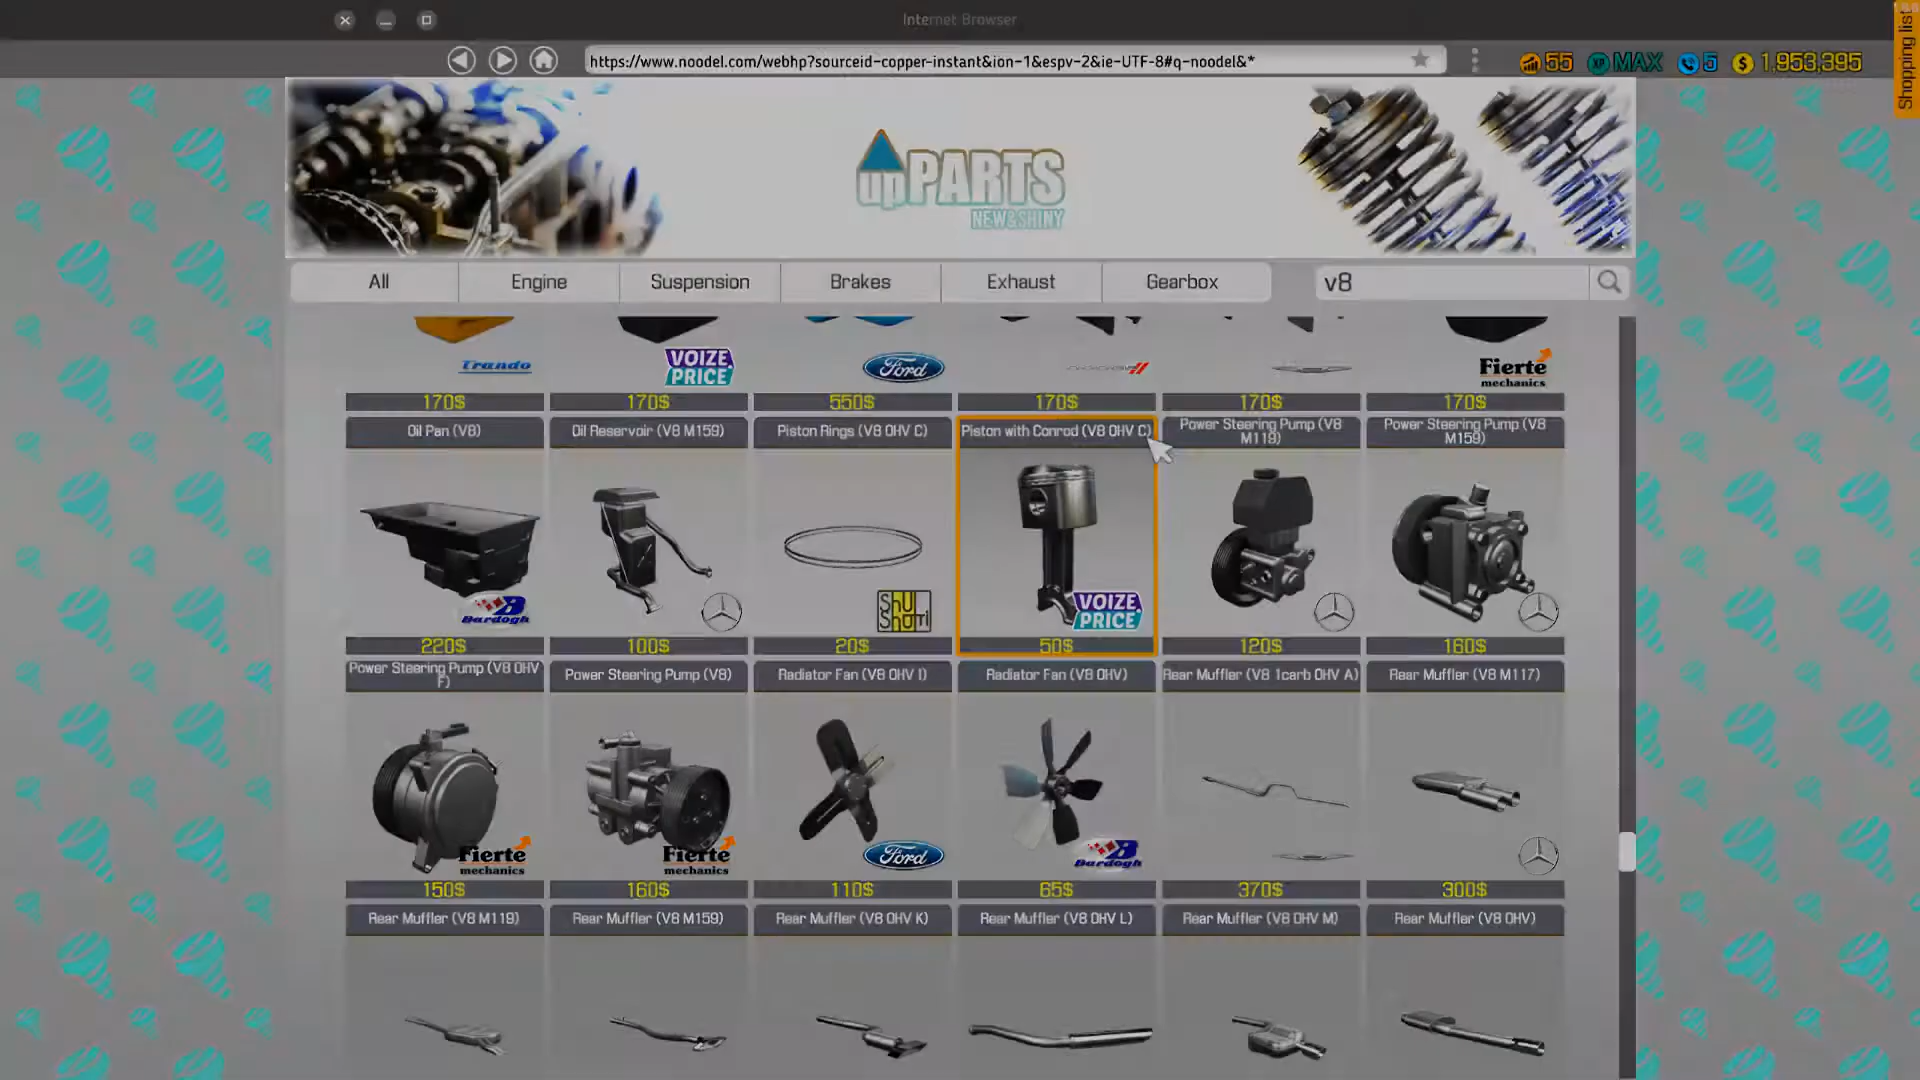 Internet Browser
https://www.noodel.com/webhp?sourceid-copper-instant&ion-1&espv-2&ie-UTF-8#q-noodel&*
55 XP MAX 5 $ 1,953,395
Shopping list
upPARTS
NEW&SHINY
All Engine Suspension Brakes Exhaust Gearbox v8
Trando VOIZE PRICE Ford Fierte mechanics
170$ 170$ 550$ 170$ 170$ 170$
Oil Pan (V8)
Oil Reservoir (V8 M159)
Piston Rings (V8 OHV C)
Piston with Conrod (V8 OHV C)
Power Steering Pump (V8
M119)
Power Steering Pump (V8
M159)
Bardogh Shut Shutri VOIZE PRICE
220$ 100$ 20$ 50$ 120$ 160$
Power Steering Pump (V8 OHV
F)
Power Steering Pump (V8)
Radiator Fan (V8 OHV I)
Radiator Fan (V8 OHV)
Rear Muffler (V8 1carb OHV A)
Rear Muffler (V8 M117)
Fierte mechanics Fierte mechanics Ford Bardogh
150$ 160$ 110$ 65$ 370$ 300$
Rear Muffler (V8 M119)
Rear Muffler (V8 M159)
Rear Muffler (V8 OHV K)
Rear Muffler (V8 OHV L)
Rear Muffler (V8 OHV M)
Rear Muffler (V8 OHV)